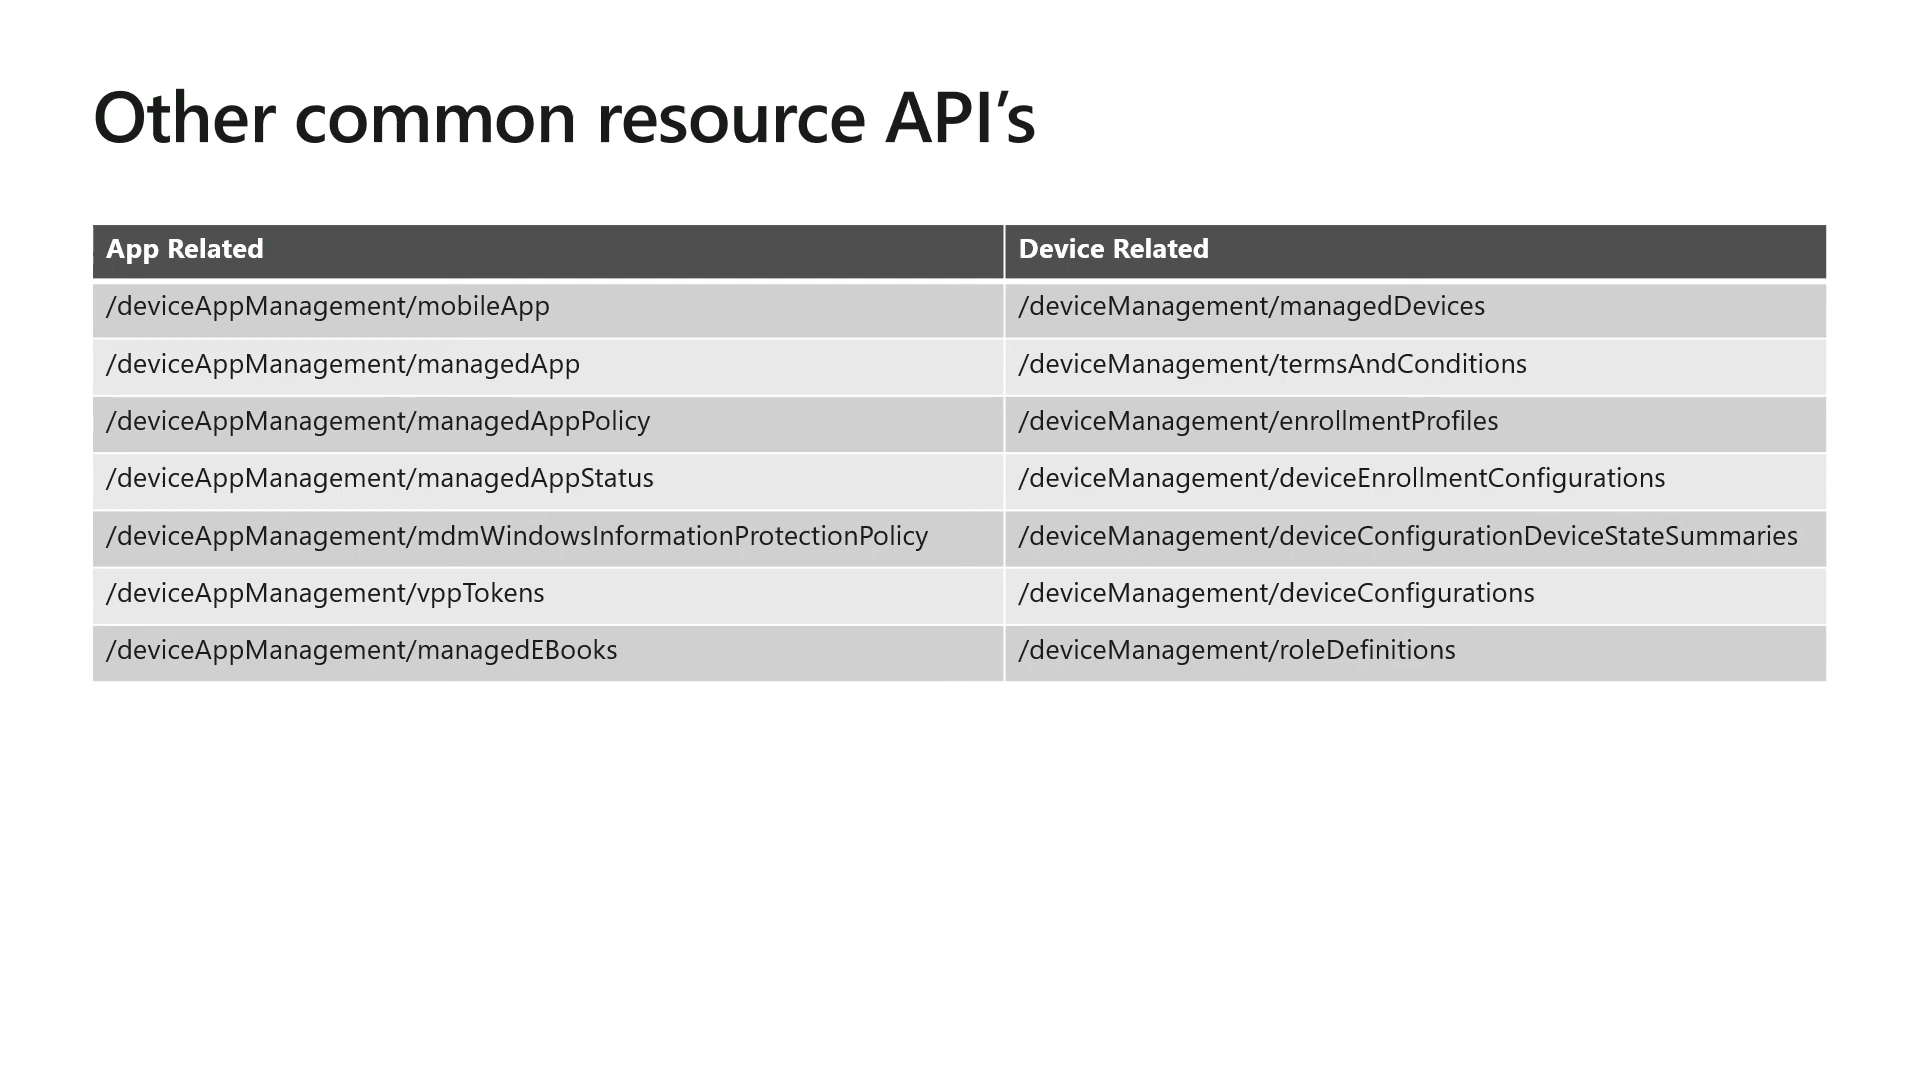 Other common resource API’s
App Related
Device Related
/deviceAppManagement/mobileApp
/deviceManagement/managedDevices
/deviceAppManagement/managedApp
/deviceManagement/termsAndConditions
/deviceAppManagement/managedAppPolicy
/deviceManagement/enrollmentProfiles
/deviceAppManagement/managedAppStatus
/deviceManagement/deviceEnrollmentConfigurations
/deviceAppManagement/mdmWindowsInformationProtectionPolicy
/deviceManagement/deviceConfigurationDeviceStateSummaries
/deviceAppManagement/vppTokens
/deviceManagement/deviceConfigurations
/deviceAppManagement/managedEBooks
/deviceManagement/roleDefinitions